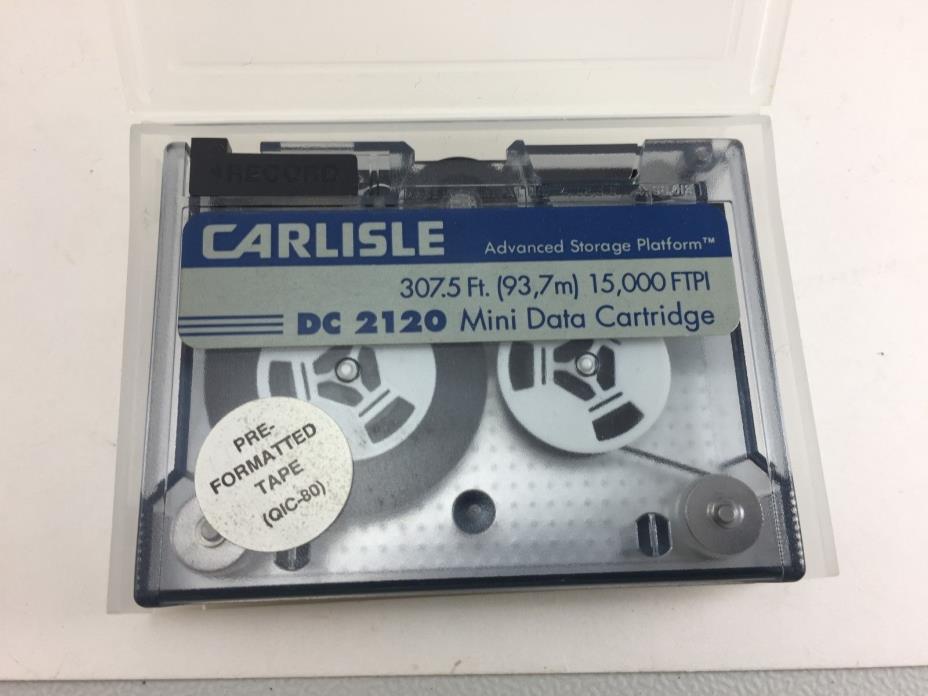 ◄RECORD
CARLISLE
Advanced Storage Platform™
307.5 Ft. (93,7m) 15,000 FTPI
DC 2120 Mini Data Cartridge
PRE-
FORMATTED
TAPE
(QIC-80)